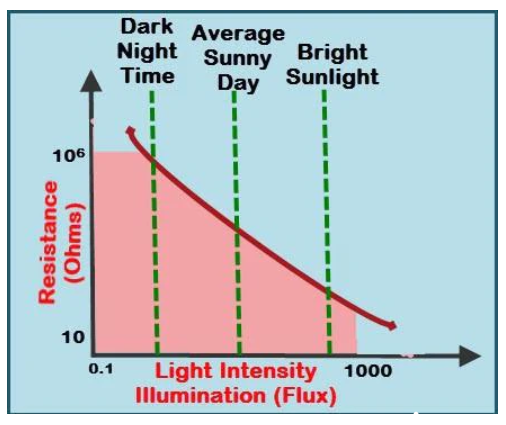 Dark
Night
Time
Average
Sunny
Day
Bright
Sunlight
10⁶
Resistance
(Ohms)
10
0.1
Light Intensity
Illumination (Flux)
1000